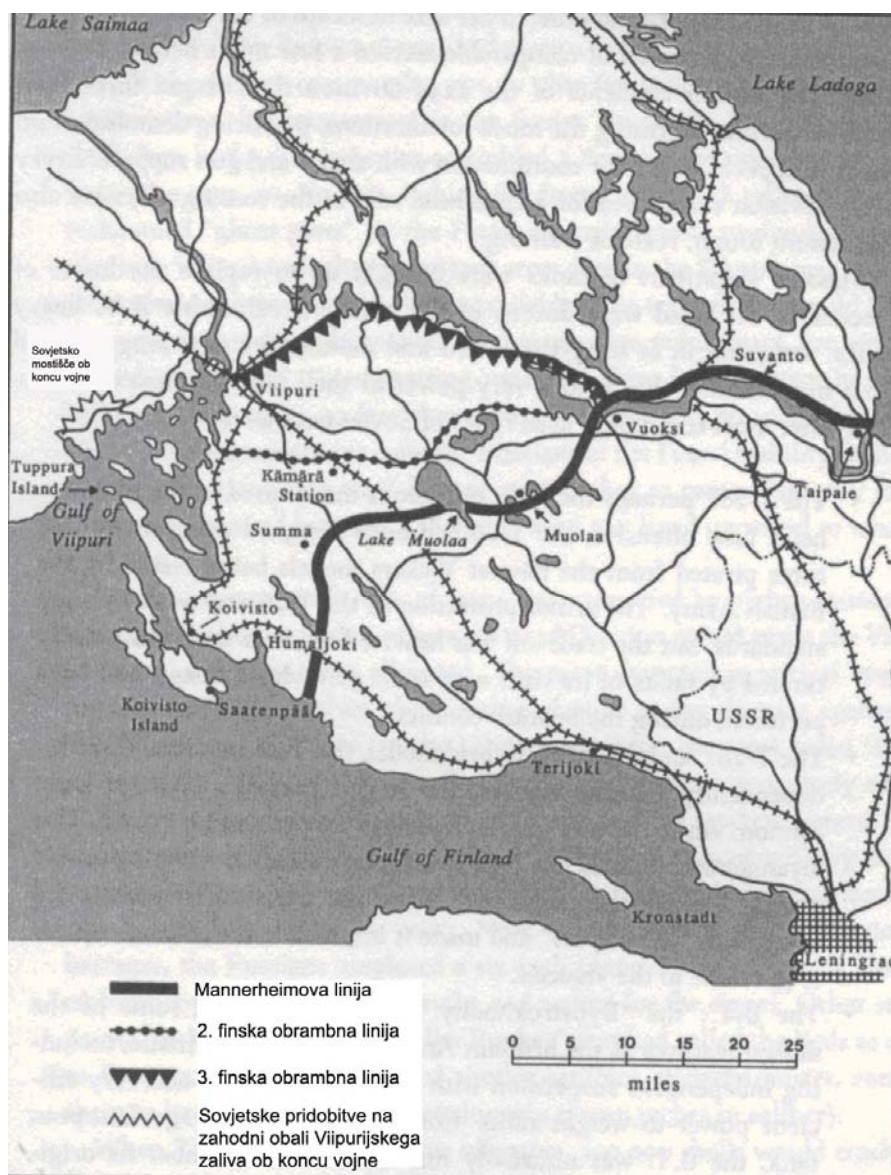 Lake Saimaa
Lake Ladoga
Sovjetsko
mostišče ob
koncu vojne
Viipuri
Suvanto
Vuoksi
Tuppura
Island
Kämärä
Station
Taipale
Gulf of
Viipuri
Summa
Lake Muolaa
Muolaa
Koivisto
Humaljoki
Koivisto
Island
Saarenpää
USSR
Terijoki
Gulf of Finland
Kronstadt
Leningrad
Mannerheimova linija
2. finska obrambna linija
3. finska obrambna linija
Sovjetske pridobitve na
zahodni obali Viipurijskega
zaliva ob koncu vojne
0 5 10 15 20 25
miles